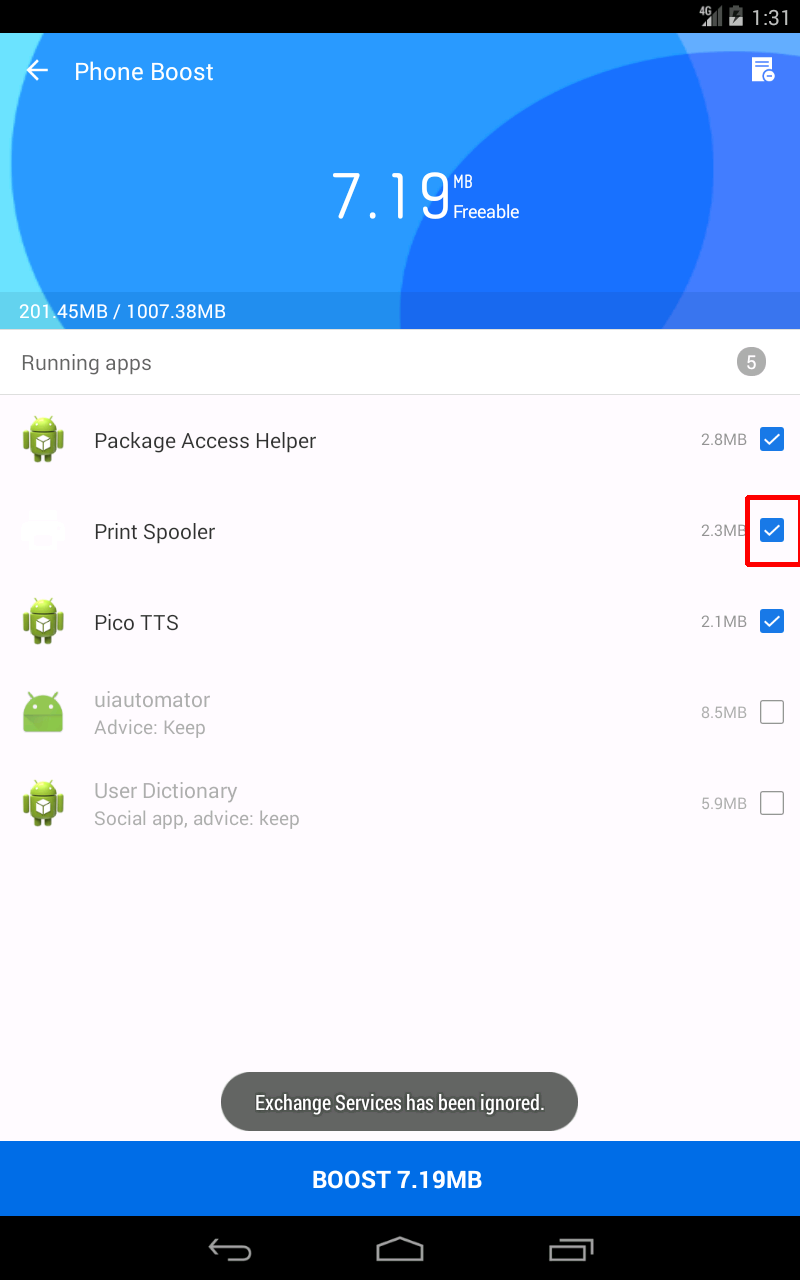 4G 1:31
Phone Boost
7.19 MB
Freeable
201.45MB / 1007.38MB
Running apps 5
Package Access Helper 2.8MB
Print Spooler 2.3MB
Pico TTS 2.1MB
uiautomator
Advice: Keep 8.5MB
User Dictionary
Social app, advice: keep 5.9MB
Exchange Services has been ignored.
BOOST 7.19MB